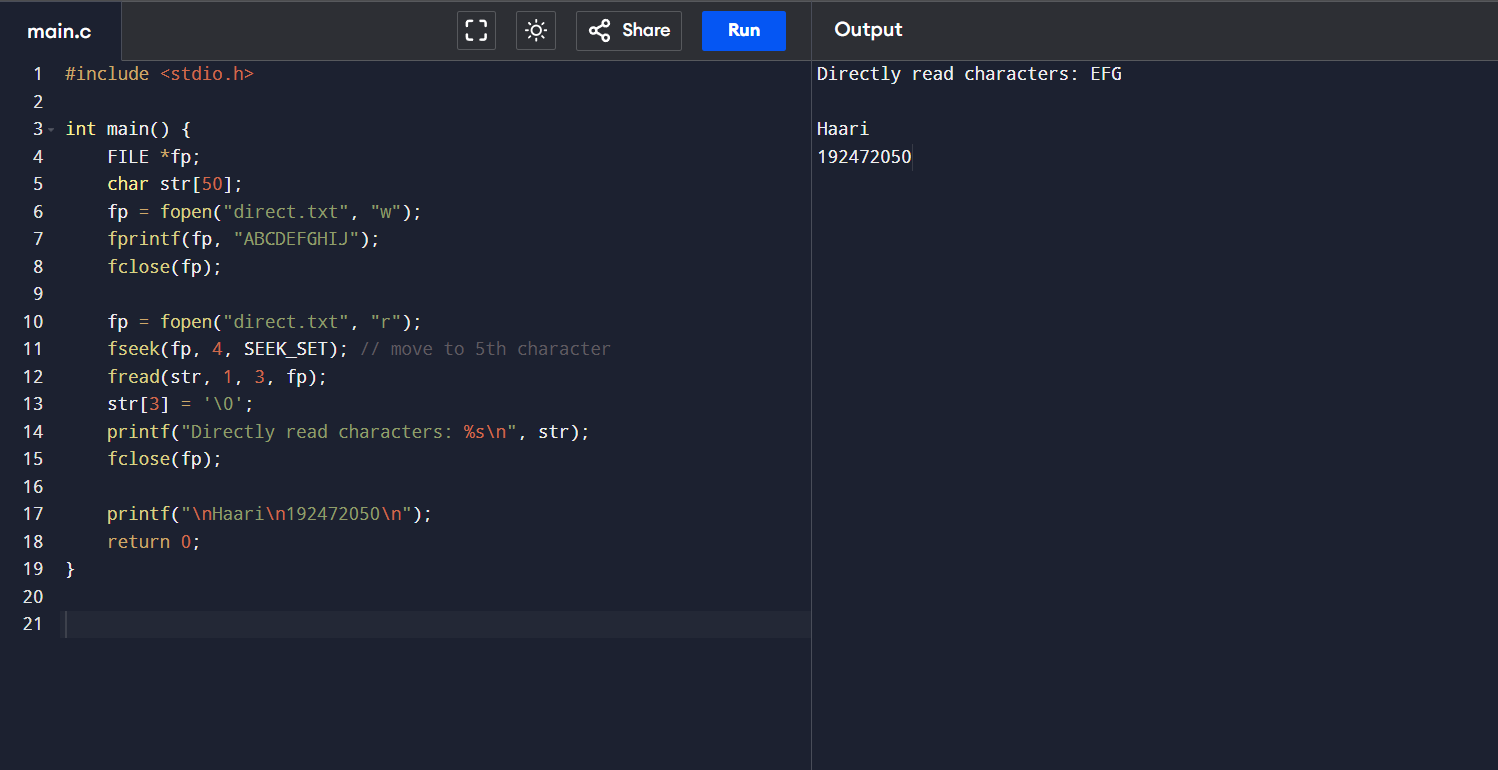 main.c
Share
Run
Output
1 #include <stdio.h>
2
3 int main() {
4     FILE *fp;
5     char str[50];
6     fp = fopen("direct.txt", "w");
7     fprintf(fp, "ABCDEFGHIJ");
8     fclose(fp);
9
10     fp = fopen("direct.txt", "r");
11     fseek(fp, 4, SEEK_SET); // move to 5th character
12     fread(str, 1, 3, fp);
13     str[3] = '\0';
14     printf("Directly read characters: %s\n", str);
15     fclose(fp);
16
17     printf("\nHaari\n192472050\n");
18     return 0;
19 }
20
21
Directly read characters: EFG
Haari
192472050